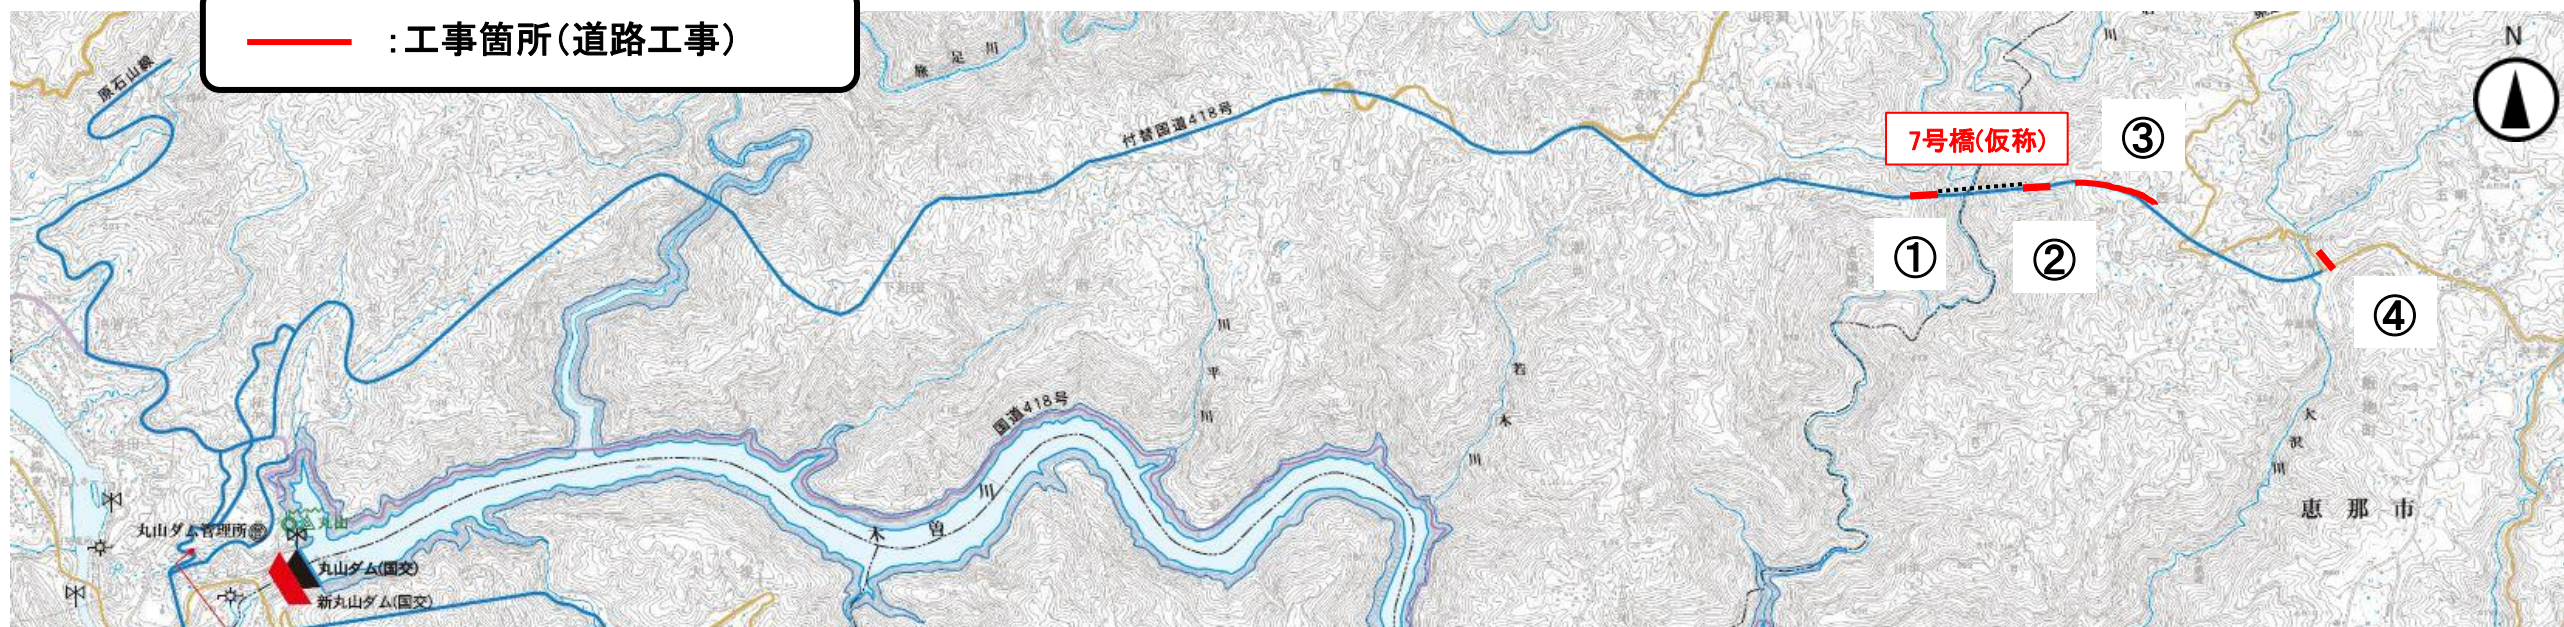 :工事箇所(道路工事)
原石山線
旅足川
付替国道418号
N
7号橋(仮称)
①
②
③
④
国道418号
川平川
若木川
大沢川
木曽川
恵那市
丸山ダム管理所
丸山
丸山ダム(国交)
新丸山ダム(国交)